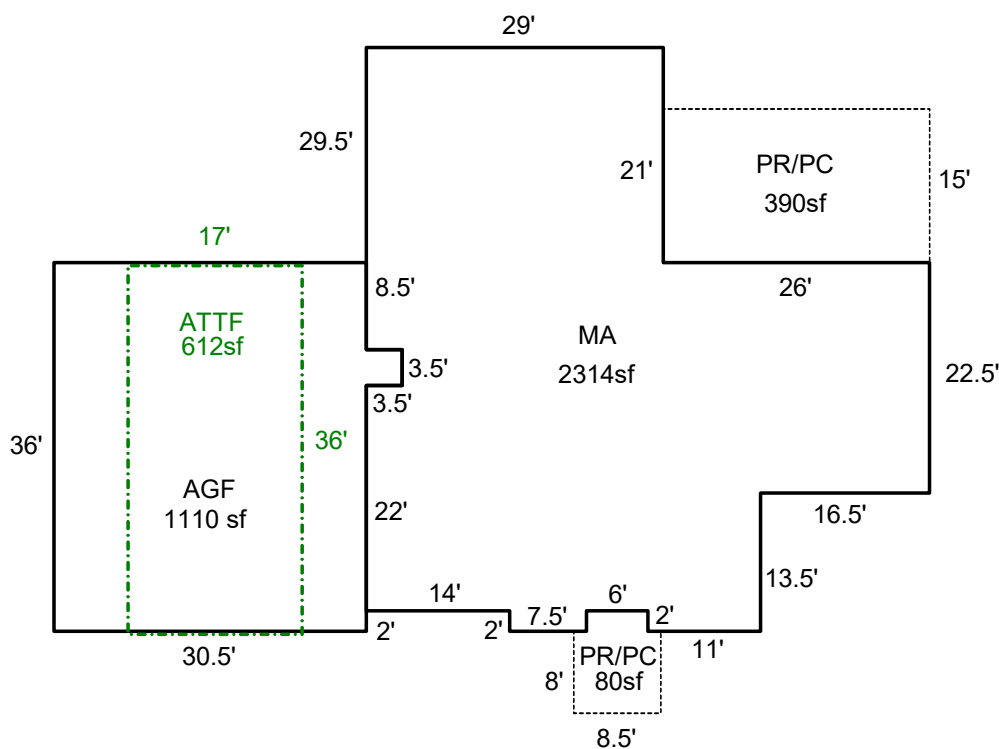 29'
29.5'
21'
PR/PC
390sf
15'
17'
8.5'
26'
ATTF
612sf
MA
2314sf
3.5'
3.5'
22.5'
36'
36'
AGF
1110 sf
22'
16.5'
13.5'
14'
6'
7.5'
2'
2'
2'
11'
30.5'
PR/PC
80sf
8'
8.5'